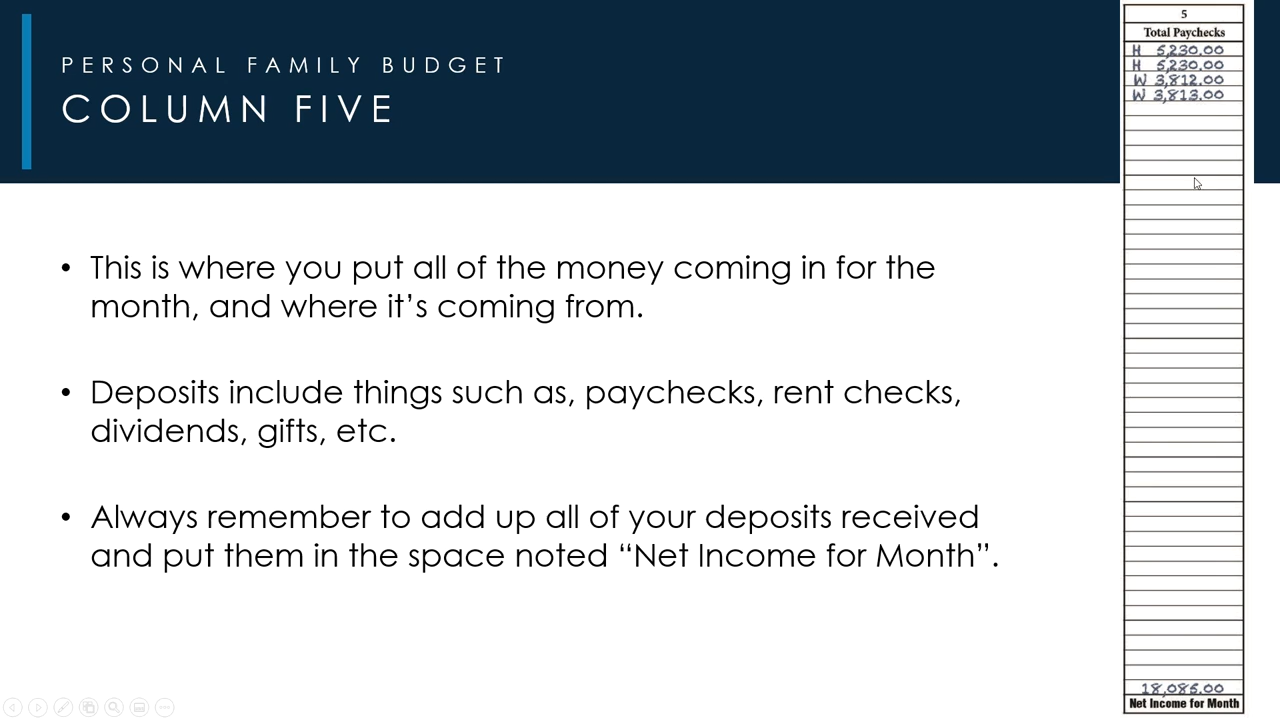 PERSONAL FAMILY BUDGET
COLUMN FIVE
• This is where you put all of the money coming in for the
month, and where it’s coming from.
• Deposits include things such as, paychecks, rent checks,
dividends, gifts, etc.
• Always remember to add up all of your deposits received
and put them in the space noted “Net Income for Month”.
5
Total Paychecks
H 5,230.00
H 5,230.00
W 3,812.00
W 3,813.00
18,085.00
Net Income for Month